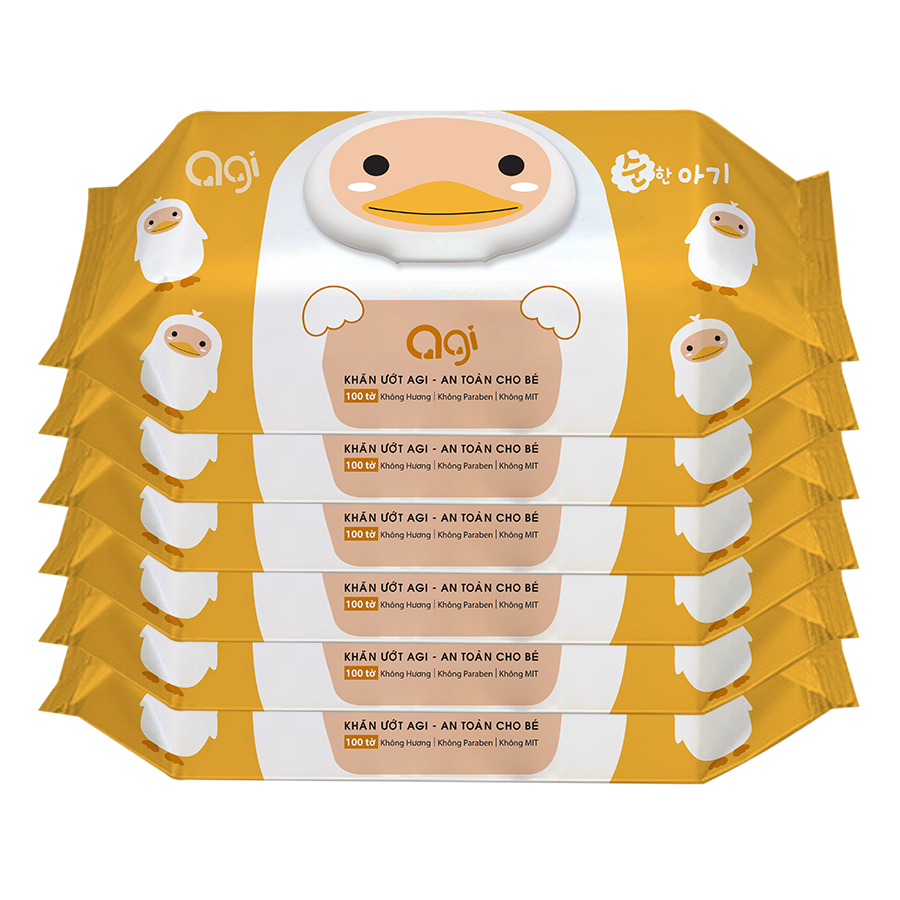 agi
순한 아기
agi
KHĂN ƯỚT AGI - AN TOÀN CHO BÉ
100 tờ Không Hương | Không Paraben | Không MIT
KHĂN ƯỚT AGI - AN TOÀN CHO BÉ
100 tờ Không Hương | Không Paraben | Không MIT
KHĂN ƯỚT AGI - AN TOÀN CHO BÉ
100 tờ Không Hương | Không Paraben | Không MIT
KHĂN ƯỚT AGI - AN TOÀN CHO BÉ
100 tờ Không Hương | Không Paraben | Không MIT
KHĂN ƯỚT AGI - AN TOÀN CHO BÉ
100 tờ Không Hương | Không Paraben | Không MIT
KHĂN ƯỚT AGI - AN TOÀN CHO BÉ
100 tờ Không Hương | Không Paraben | Không MIT